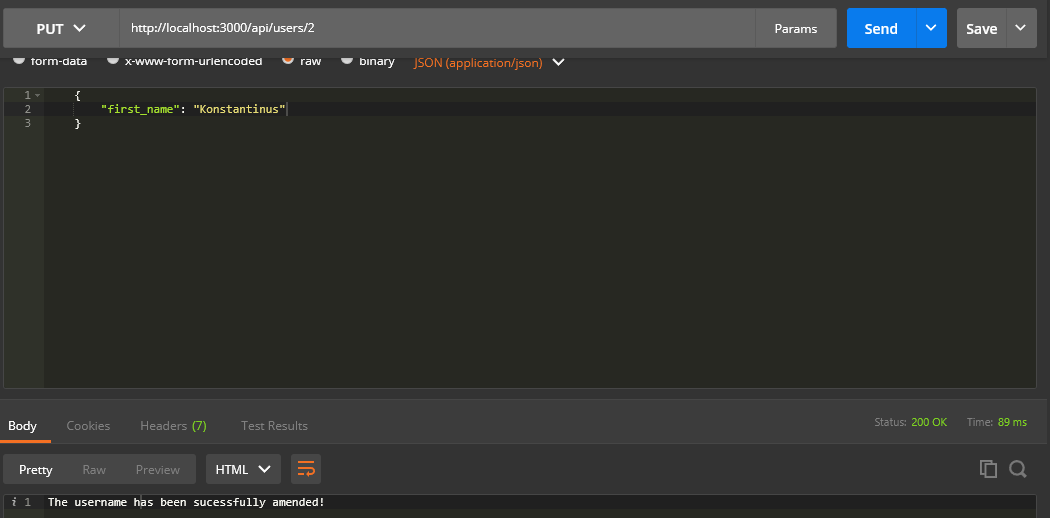 PUT http://localhost:3000/api/users/2 Params Send Save
form-data x-www-form-urlencoded raw binary JSON (application/json)
1 {
2 "first_name": "Konstantinus"
3 }
Body Cookies Headers (7) Test Results Status: 200 OK Time: 89 ms
Pretty Raw Preview HTML
i 1 The username has been sucessfully amended!